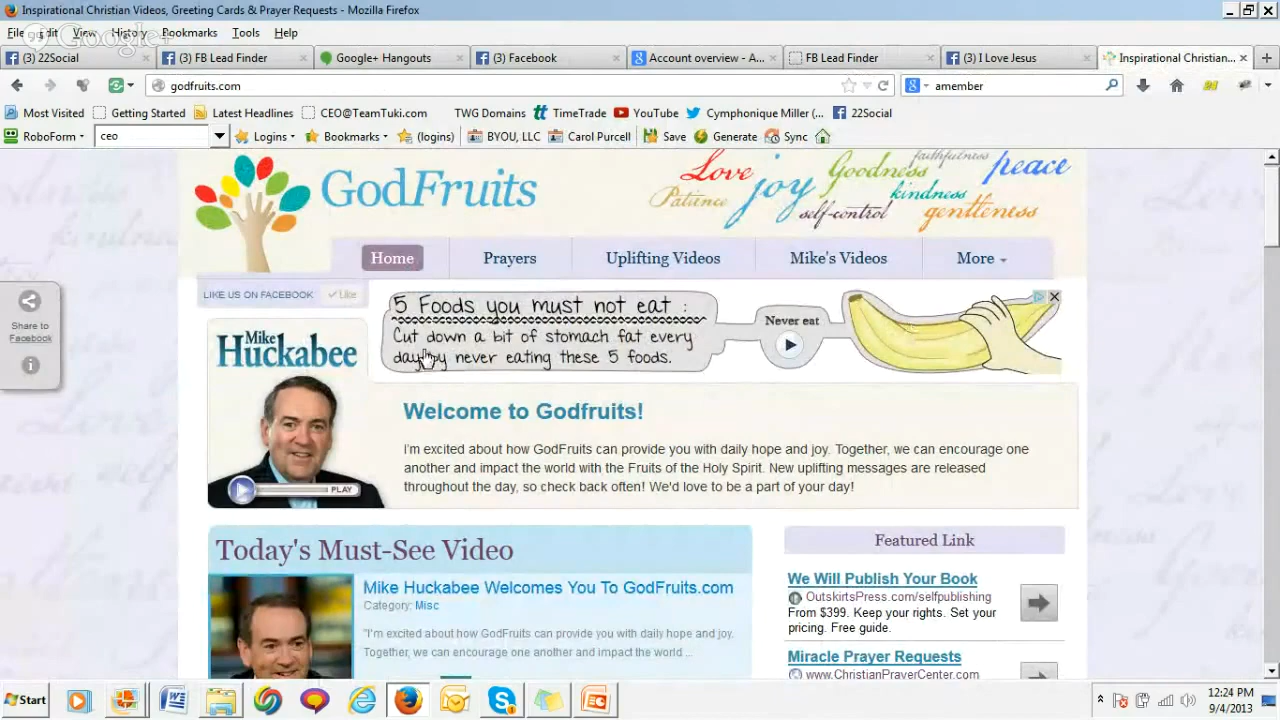 Inspirational Christian Videos, Greeting Cards & Prayer Requests - Mozilla Firefox
File Edit View History Bookmarks Tools Help
Google+
(3) 22Social (3) FB Lead Finder Google+ Hangouts (3) Facebook Account overview - A... FB Lead Finder (3) I Love Jesus Inspirational Christian...
godfruits.com amember
Most Visited Getting Started Latest Headlines CEO@TeamTuki.com TWG Domains TimeTrade YouTube Cymphonique Miller (... 22Social
RoboForm ceo Logins Bookmarks (logins) BYOU, LLC Carol Purcell Save Generate Sync
GodFruits
Love joy Goodness faithfulness peace
Patience self-control kindness gentleness
Home Prayers Uplifting Videos Mike's Videos More
LIKE US ON FACEBOOK Like
Share to
Facebook
5 Foods you must not eat :
Cut down a bit of stomach fat every
day by never eating these 5 foods.
Never eat
Mike
Huckabee
PLAY
Welcome to Godfruits!
I'm excited about how GodFruits can provide you with daily hope and joy. Together, we can encourage one
another and impact the world with the Fruits of the Holy Spirit. New uplifting messages are released
throughout the day, so check back often! We'd love to be a part of your day!
Today's Must-See Video
Mike Huckabee Welcomes You To GodFruits.com
Category: Misc
"I'm excited about how GodFruits can provide you with daily hope and joy.
Together, we can encourage one another and impact the world ...
Featured Link
We Will Publish Your Book
OutskirtsPress.com/selfpublishing
From $399. Keep your rights. Set your
pricing. Free guide.
Miracle Prayer Requests
www.ChristianPrayerCenter.com
Start
12:24 PM
9/4/2013